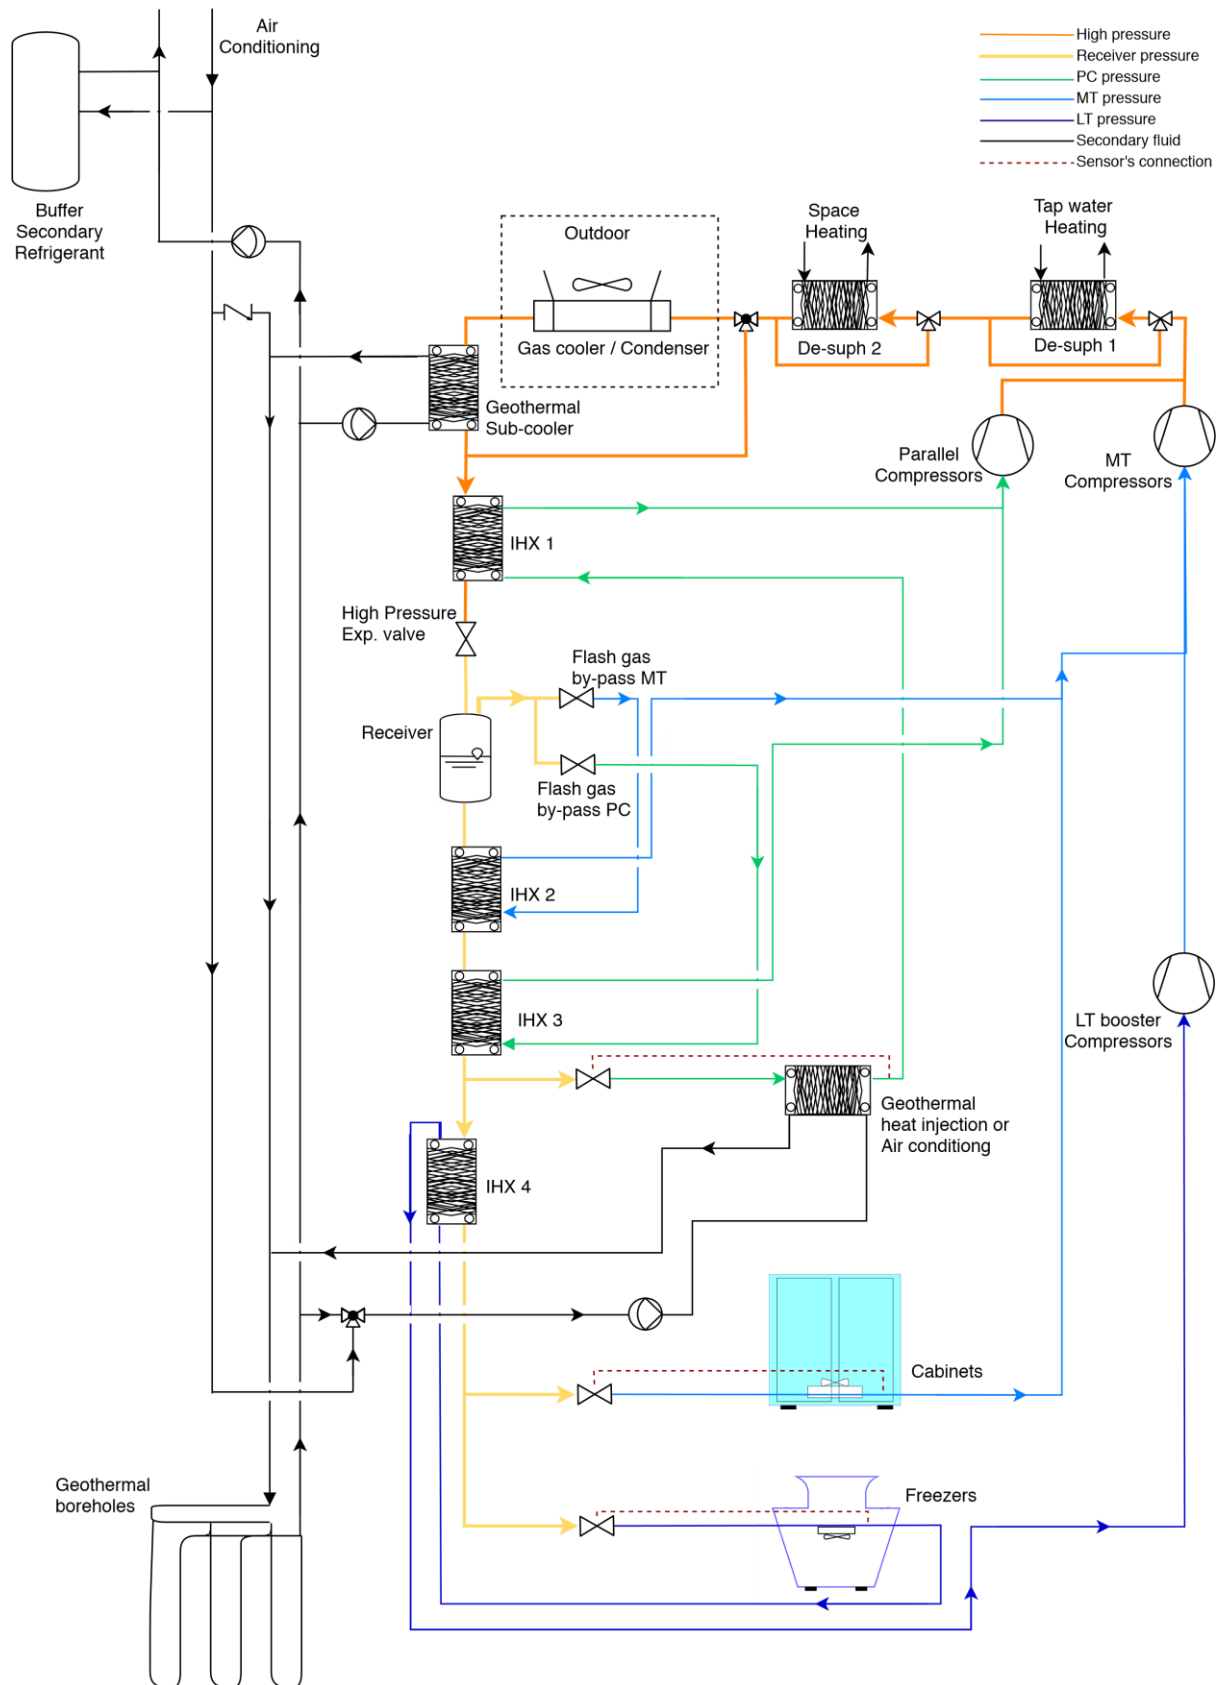 Air
Conditioning
High pressure
Receiver pressure
PC pressure
MT pressure
LT pressure
Secondary fluid
Sensor's connection
Buffer
Secondary
Refrigerant
Outdoor
Space
Heating
Tap water
Heating
Gas cooler / Condenser
De-suph 2
De-suph 1
Geothermal
Sub-cooler
Parallel
Compressors
MT
Compressors
IHX 1
High Pressure
Exp. valve
Flash gas
by-pass MT
Receiver
Flash gas
by-pass PC
IHX 2
IHX 3
LT booster
Compressors
Geothermal
heat injection or
Air conditiong
IHX 4
Cabinets
Geothermal
boreholes
Freezers